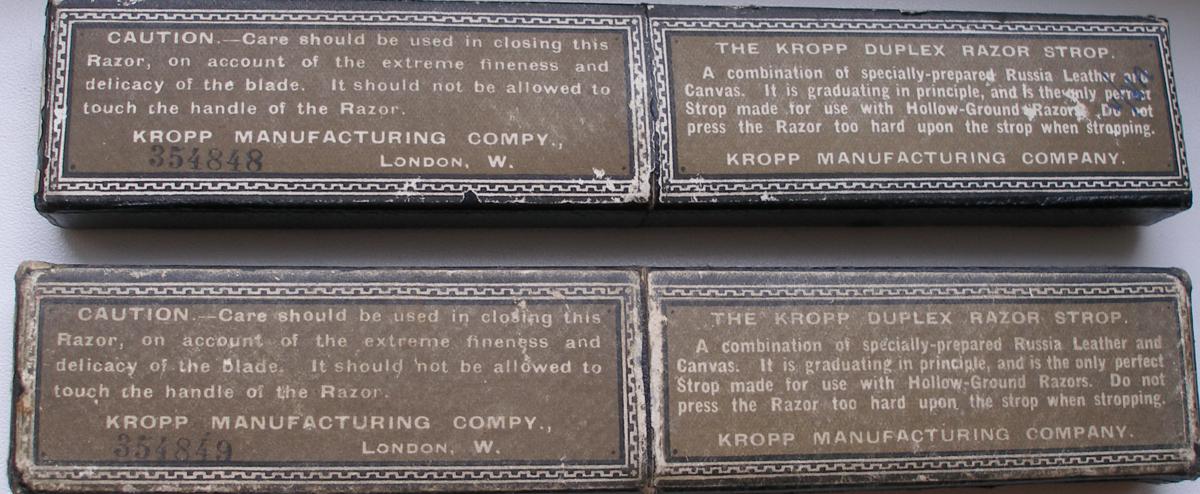 CAUTION.—Care should be used in closing this
Razor, on account of the extreme fineness and
delicacy of the blade. It should not be allowed to
touch the handle of the Razor.
KROPP MANUFACTURING COMPY.,
354848
LONDON, W.
THE KROPP DUPLEX RAZOR STROP.
A combination of specially-prepared Russia Leather and
Canvas. It is graduating in principle, and is the only perfect
Strop made for use with Hollow-Ground Razors. Do not
press the Razor too hard upon the strop when stropping.
KROPP MANUFACTURING COMPANY.
CAUTION.—Care should be used in closing this
Razor, on account of the extreme fineness and
delicacy of the blade. It should not be allowed to
touch the handle of the Razor.
KROPP MANUFACTURING COMPY.,
354849
LONDON, W.
THE KROPP DUPLEX RAZOR STROP.
A combination of specially-prepared Russia Leather and
Canvas. It is graduating in principle, and is the only perfect
Strop made for use with Hollow-Ground Razors. Do not
press the Razor too hard upon the strop when stropping.
KROPP MANUFACTURING COMPANY.